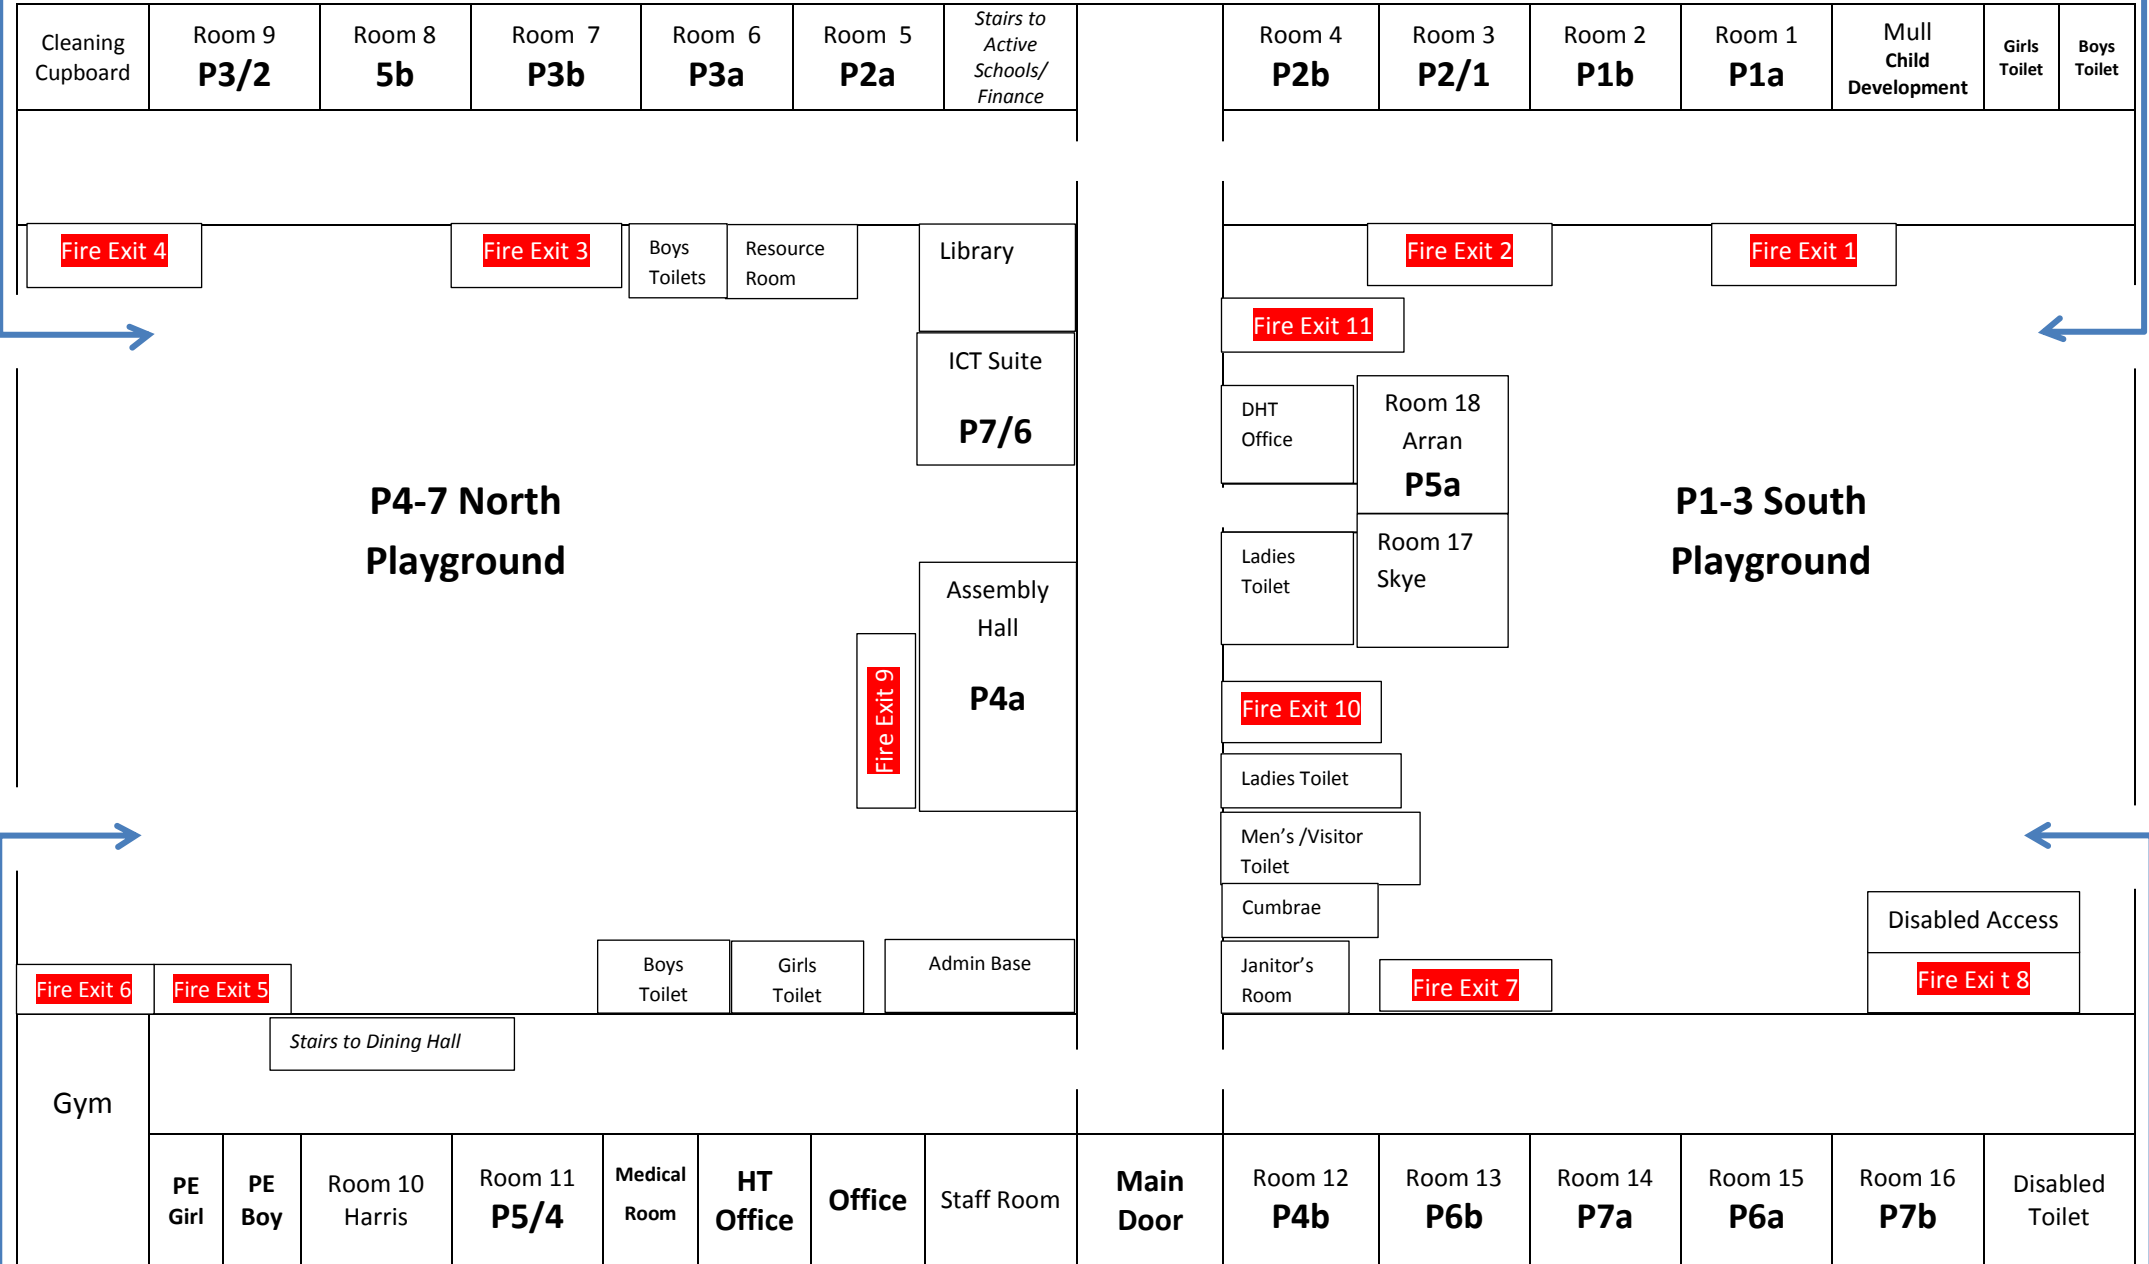 Cleaning
Cupboard
Room 9
P3/2
Room 8
5b
Room 7
P3b
Room 6
P3a
Room 5
P2a
Stairs to
Active
Schools/
Finance
Room 4
P2b
Room 3
P2/1
Room 2
P1b
Room 1
P1a
Mull
Child
Development
Girls
Toilet
Boys
Toilet
Fire Exit 4
Fire Exit 3
Boys
Toilets
Resource
Room
Library
Fire Exit 2
Fire Exit 1
Fire Exit 11
ICT Suite
P7/6
DHT
Office
Room 18
Arran
P5a
P4-7 North
Playground
P1-3 South
Playground
Ladies
Toilet
Room 17
Skye
Assembly
Hall
P4a
Fire Exit 9
Fire Exit 10
Ladies Toilet
Men's /Visitor
Toilet
Cumbrae
Disabled Access
Fire Exit 6
Fire Exit 5
Boys
Toilet
Girls
Toilet
Admin Base
Janitor's
Room
Fire Exit 7
Fire Exi t 8
Stairs to Dining Hall
Gym
PE
Girl
PE
Boy
Room 10
Harris
Room 11
P5/4
Medical
Room
HT
Office
Office
Staff Room
Main
Door
Room 12
P4b
Room 13
P6b
Room 14
P7a
Room 15
P6a
Room 16
P7b
Disabled
Toilet